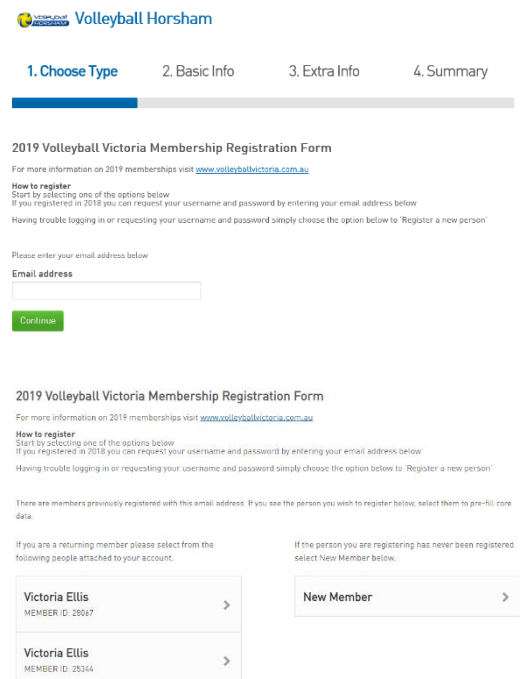 Volleyball HORSHAM Volleyball Horsham
1. Choose Type 2. Basic Info 3. Extra Info 4. Summary
2019 Volleyball Victoria Membership Registration Form
For more information on 2019 memberships visit www.volleyballvictoria.com.au
How to register
Start by selecting one of the options below
If you registered in 2018 you can request your username and password by entering your email address below
Having trouble logging in or requesting your username and password simply choose the option below to 'Register a new person'
Please enter your email address below
Email address
Continue
2019 Volleyball Victoria Membership Registration Form
For more information on 2019 memberships visit www.volleyballvictoria.com.au
How to register
Start by selecting one of the options below
If you registered in 2018 you can request your username and password by entering your email address below
Having trouble logging in or requesting your username and password simply choose the option below to 'Register a new person'
There are members previously registered with this email address. If you see the person you wish to register below, select them to pre-fill core
data.
If you are a returning member please select from the
following people attached to your account.
Victoria Ellis
MEMBER ID: 28067
Victoria Ellis
MEMBER ID: 25344
If the person you are registering has never been registered
select New Member below.
New Member